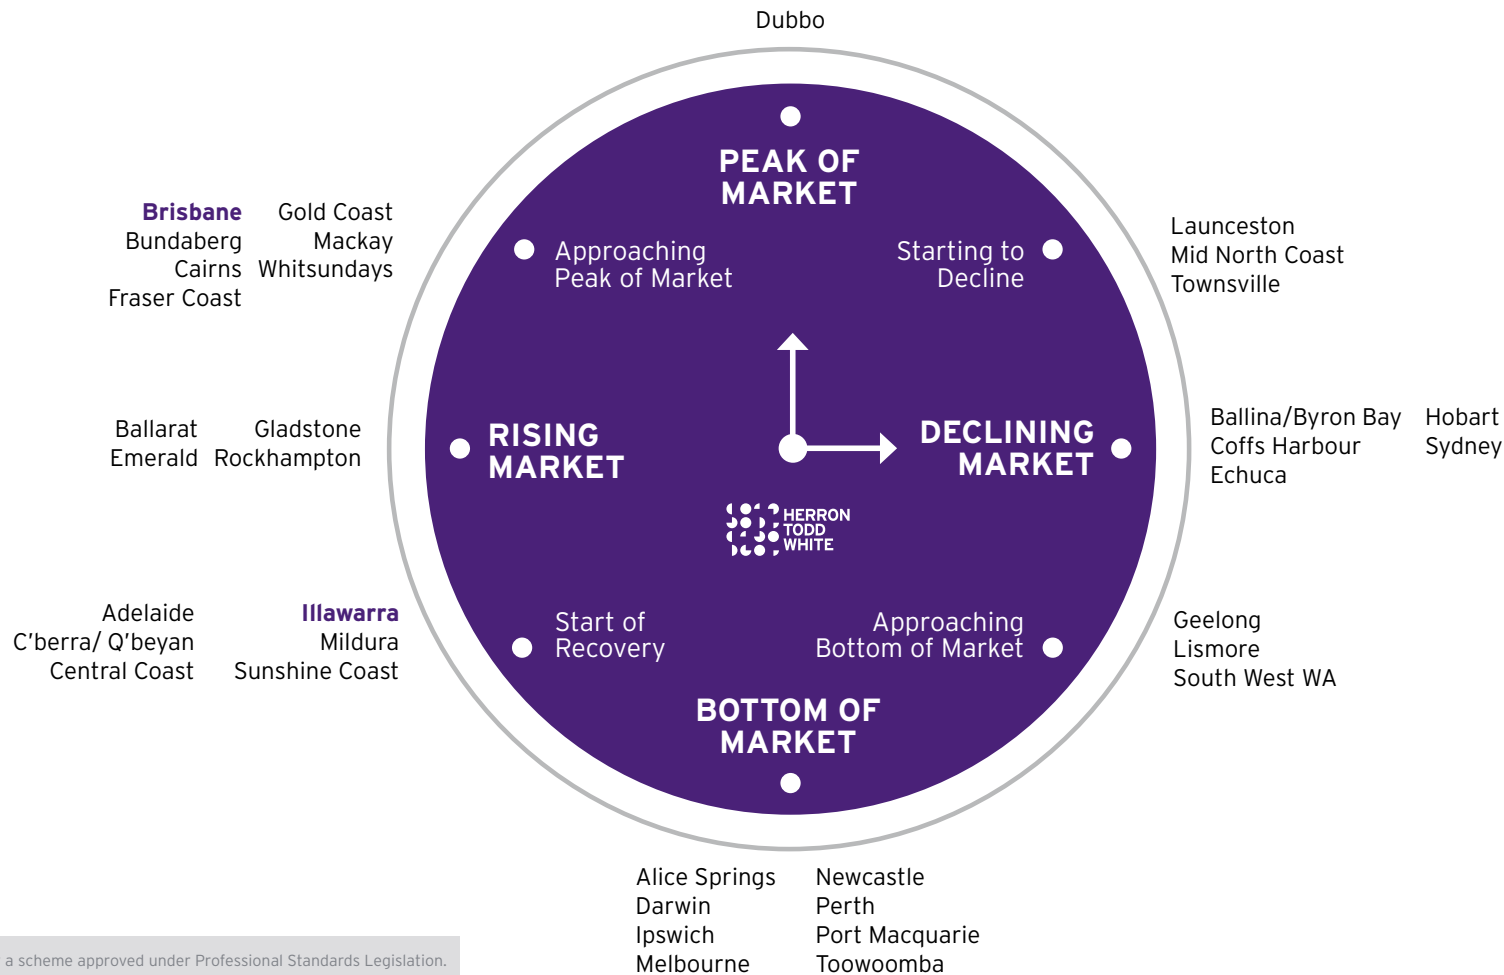 Dubbo
PEAK OF
MARKET
Brisbane Gold Coast
Bundaberg Mackay
Cairns Whitsundays
Fraser Coast
Approaching
Peak of Market
Starting to
Decline
Launceston
Mid North Coast
Townsville
Ballarat Gladstone
Emerald Rockhampton
RISING
MARKET
DECLINING
MARKET
Ballina/Byron Bay Hobart
Coffs Harbour Sydney
Echuca
HERRON
TODD
WHITE
Adelaide Illawarra
C'berra/ Q'beyan Mildura
Central Coast Sunshine Coast
Start of
Recovery
Approaching
Bottom of Market
Geelong
Lismore
South West WA
BOTTOM OF
MARKET
Alice Springs Newcastle
Darwin Perth
Ipswich Port Macquarie
Melbourne Toowoomba
a scheme approved under Professional Standards Legislation.